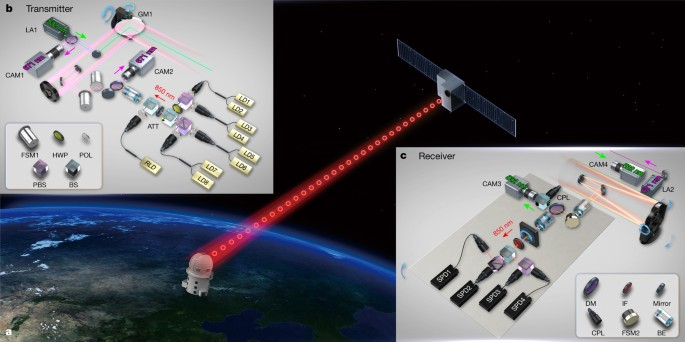 b Transmitter
GM1
LA1
CAM1
CAM2
850 nm
ATT
LD1
LD2
LD3
LD4
LD5
LD6
LD7
LD8
RLD
FSM1 HWP POL
PBS BS
c Receiver
CAM4
LA2
CAM3
CPL
850 nm
SPD1
SPD2
SPD3
SPD4
DM IF Mirror
CPL FSM2 BE
a